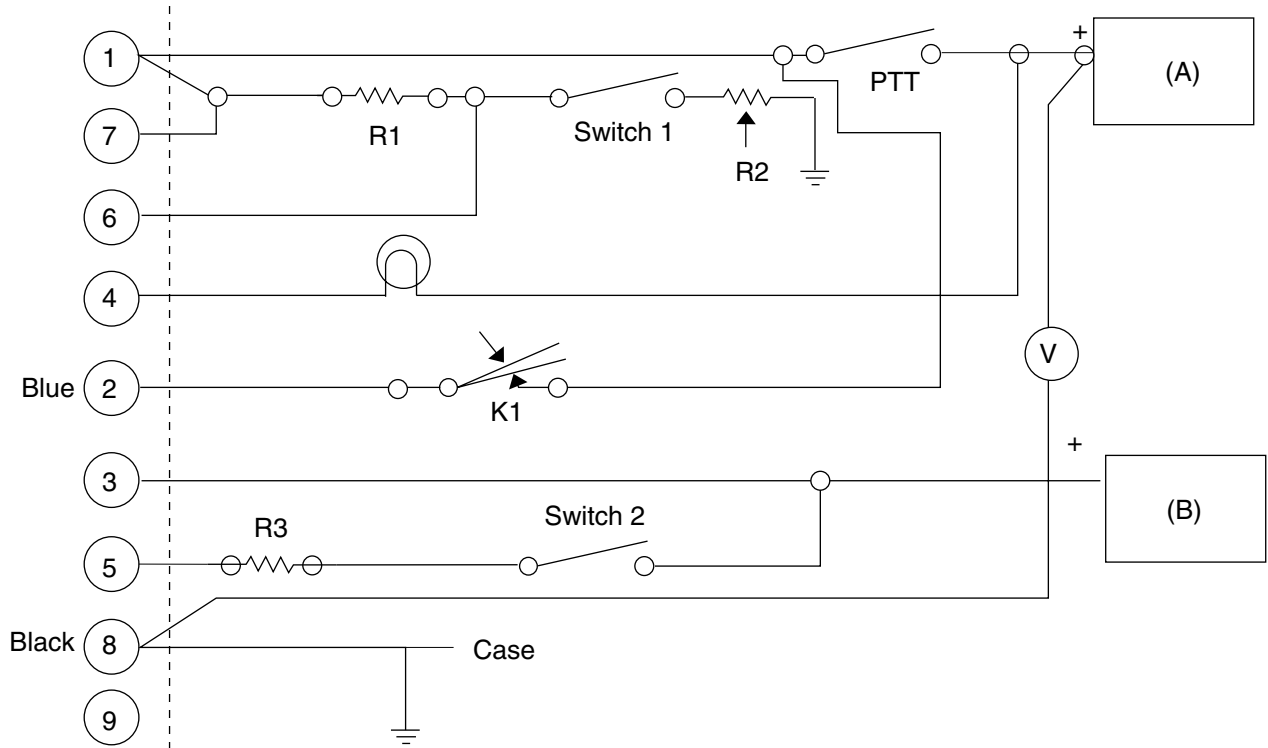 1
+
(A)
PTT
7
R1
Switch 1
R2
6
4
V
Blue 2
K1
+
3
(B)
R3
Switch 2
5
Black 8
Case
9